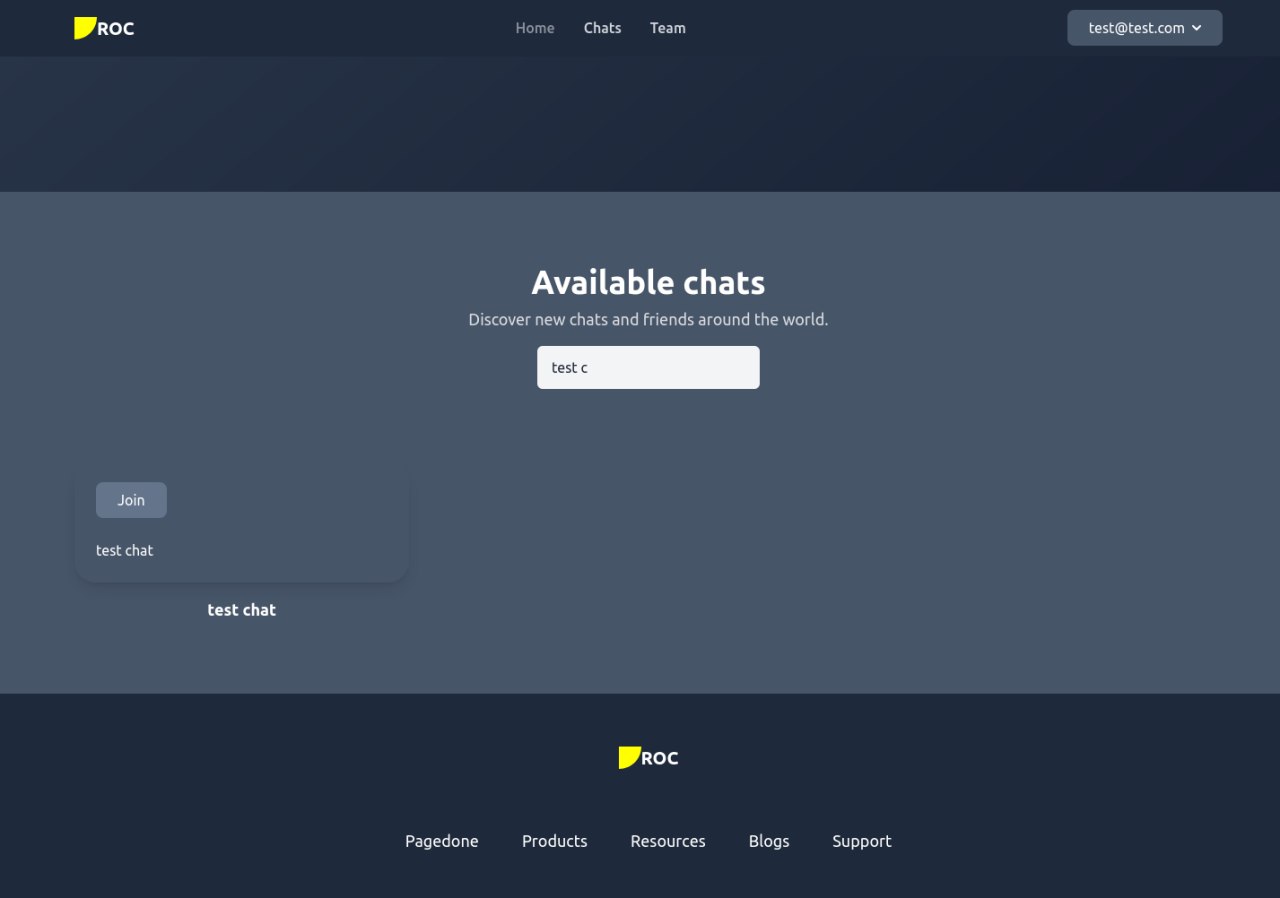 ROC
Home Chats Team
test@test.com
Available chats
Discover new chats and friends around the world.
test c
Join
test chat
test chat
ROC
Pagedone Products Resources Blogs Support